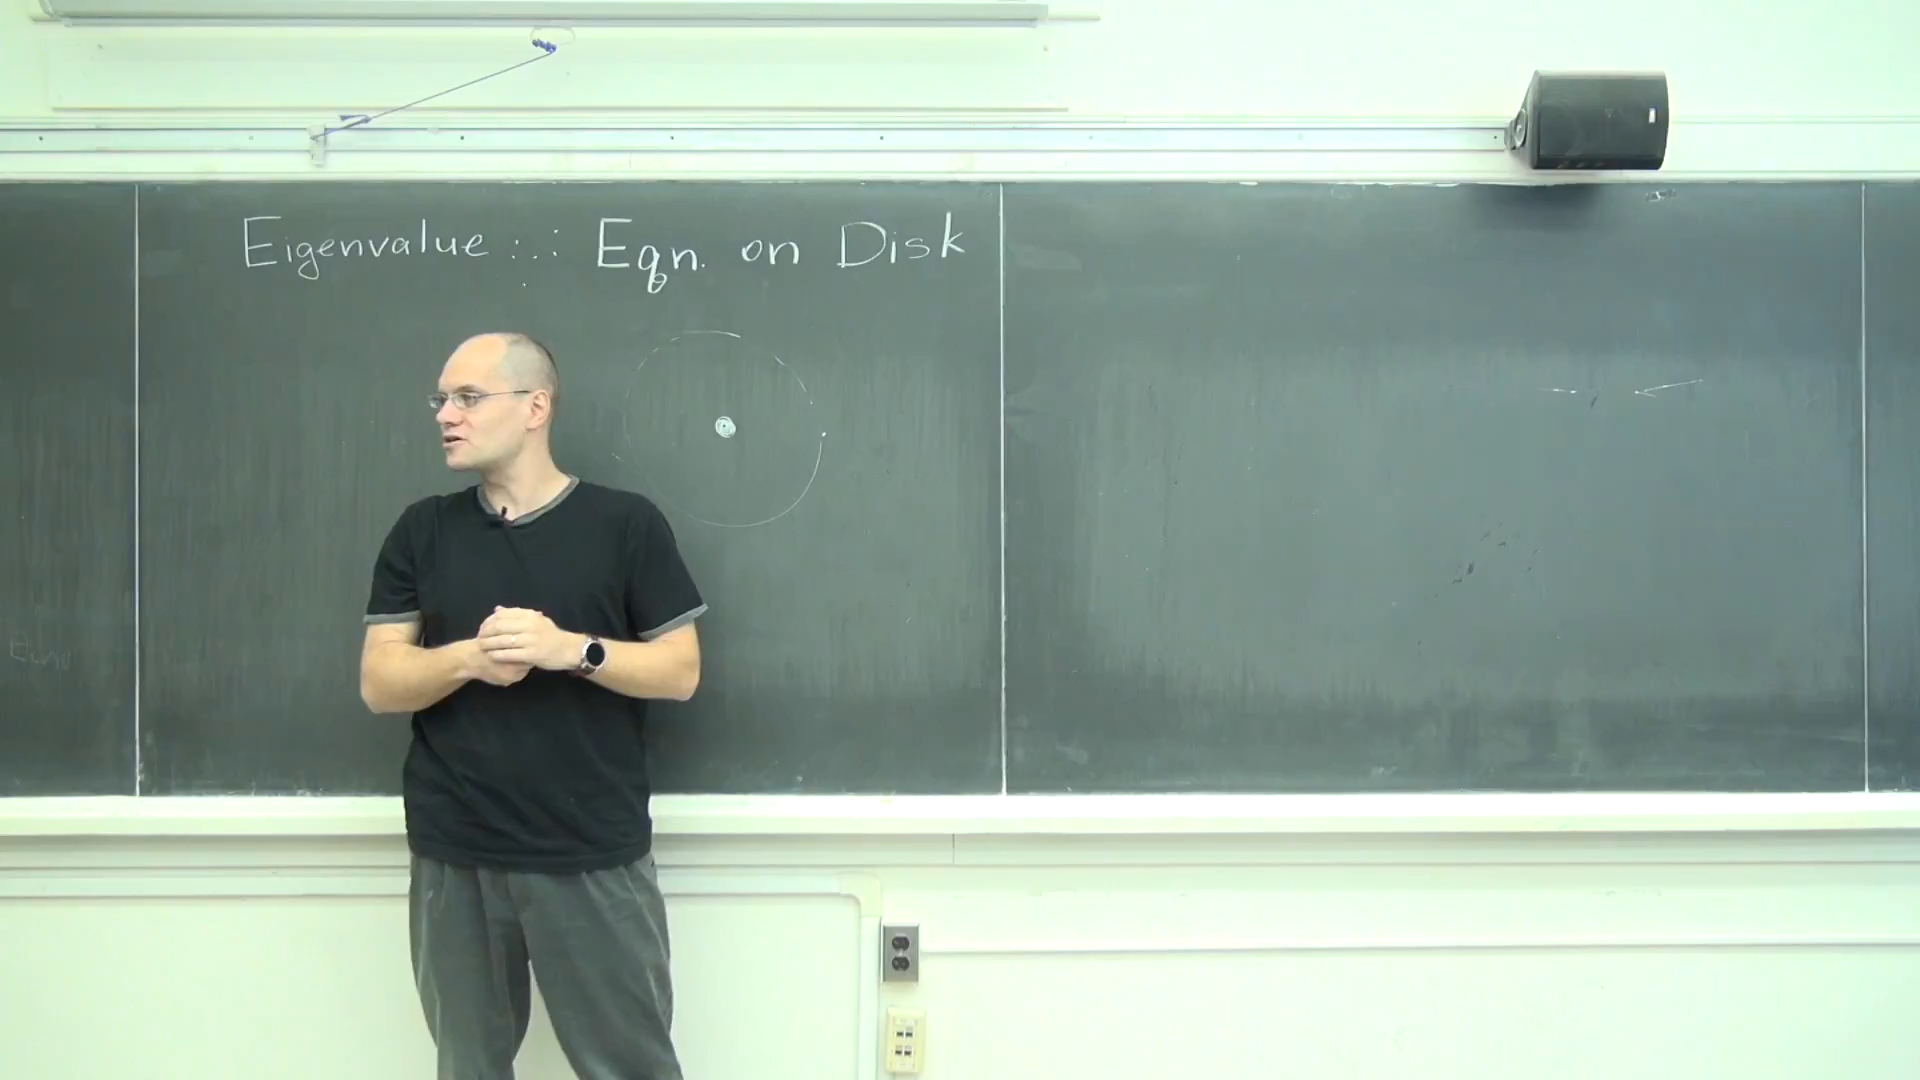 Eigenvalue ::: Eqn. on Disk